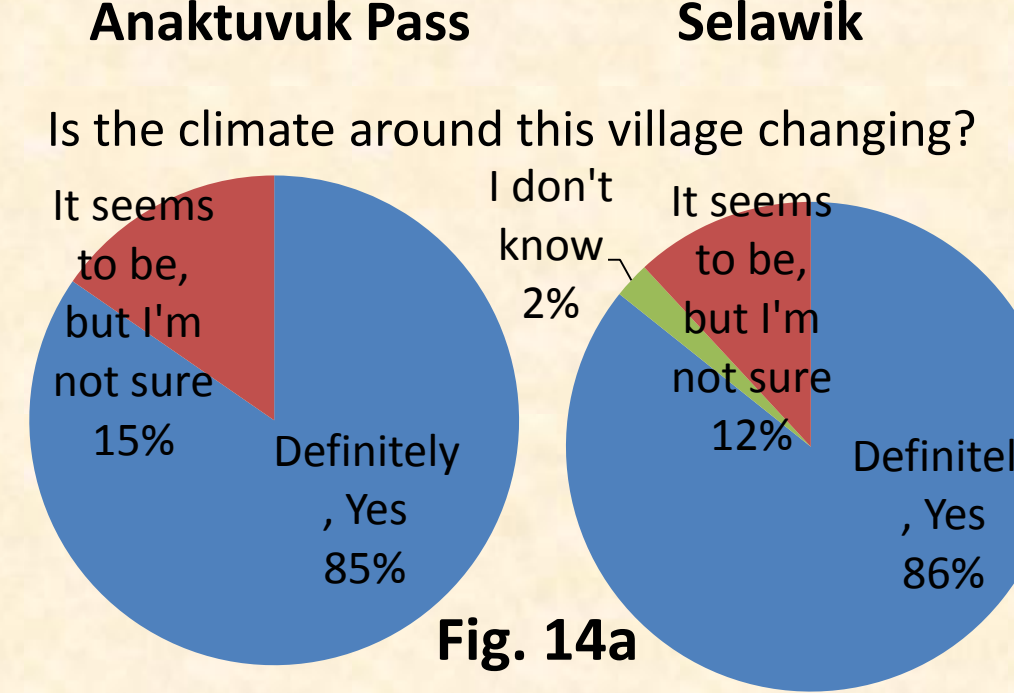 Anaktuvuk Pass
Selawik
Is the climate around this village changing?
It seems
to be,
but I'm
not sure
15%
Definitely
, Yes
85%
I don't
know
2%
It seems
to be,
but I'm
not sure
12%
Definitel
, Yes
86%
Fig. 14a